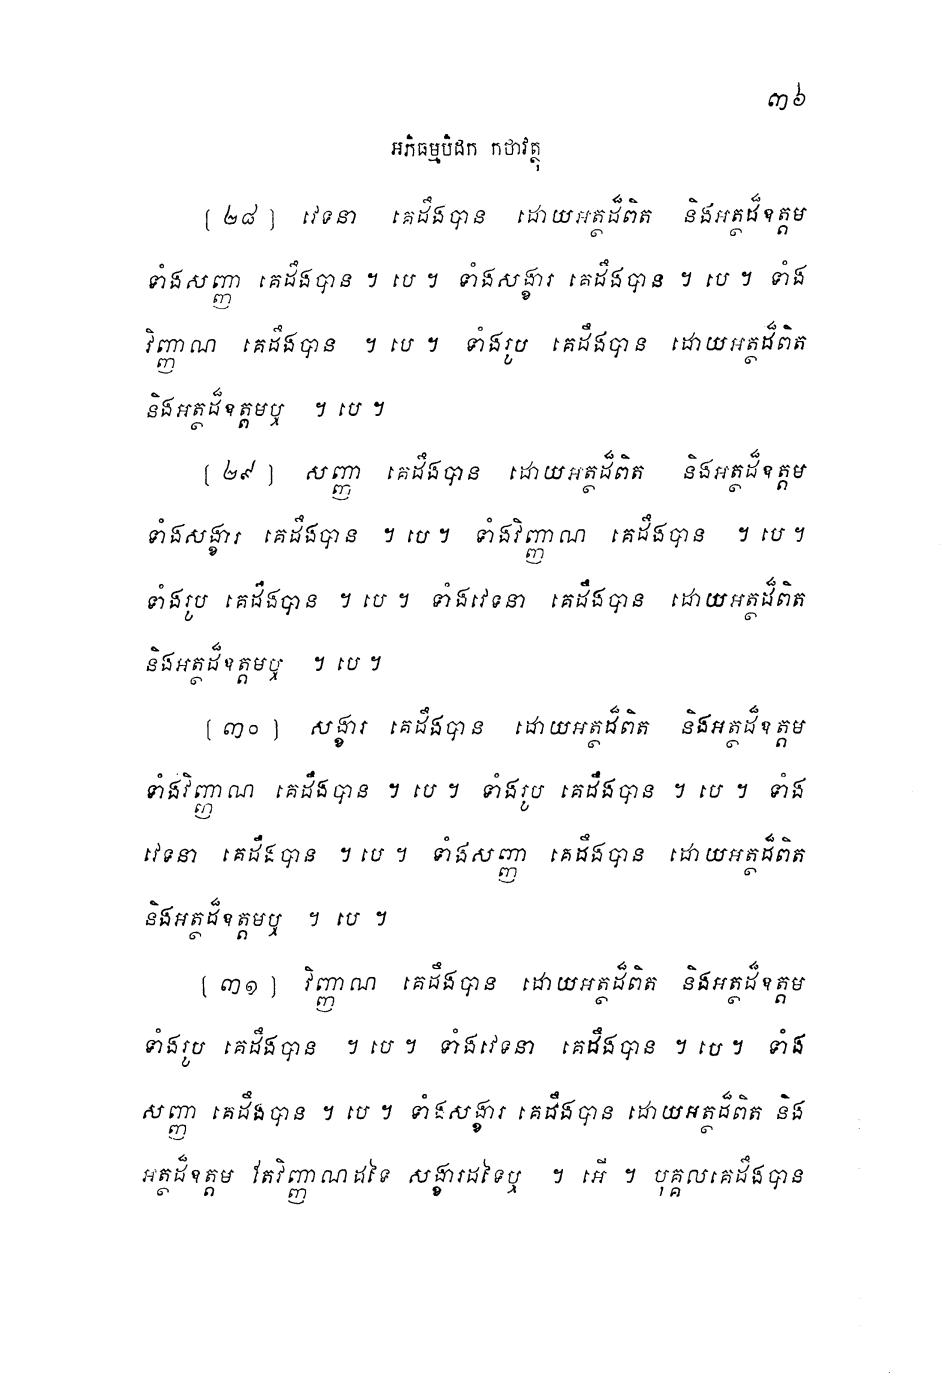 ៣៦
អភិធម្មបិដក កថាវត្ថុ
[ ២៨ ] វេទនា គេដឹងបាន ដោយអត្ថដ៏ពិត និងអត្ថដ៏ឧត្តម
ទាំងសញ្ញា គេដឹងបាន ។ បេ ។ ទាំងសង្ខារ គេដឹងបាន ។ បេ ។ ទាំង
វិញ្ញាណ គេដឹងបាន ។ បេ ។ ទាំងរូប គេដឹងបាន ដោយអត្ថដ៏ពិត
និងអត្ថដ៏ឧត្តមឬ ។ បេ ។
[ ២៩ ] សញ្ញា គេដឹងបាន ដោយអត្ថដ៏ពិត និងអត្ថដ៏ឧត្តម
ទាំងសង្ខារ គេដឹងបាន ។ បេ ។ ទាំងវិញ្ញាណ គេដឹងបាន ។ បេ ។
ទាំងរូប គេដឹងបាន ។ បេ ។ ទាំងវេទនា គេដឹងបាន ដោយអត្ថដ៏ពិត
និងអត្ថដ៏ឧត្តមឬ ។ បេ ។
[ ៣០ ] សង្ខារ គេដឹងបាន ដោយអត្ថដ៏ពិត និងអត្ថដ៏ឧត្តម
ទាំងវិញ្ញាណ គេដឹងបាន ។ បេ ។ ទាំងរូប គេដឹងបាន ។ បេ ។ ទាំង
វេទនា គេដឹងបាន ។ បេ ។ ទាំងសញ្ញា គេដឹងបាន ដោយអត្ថដ៏ពិត
និងអត្ថដ៏ឧត្តមឬ ។ បេ ។
[ ៣១ ] វិញ្ញាណ គេដឹងបាន ដោយអត្ថដ៏ពិត និងអត្ថដ៏ឧត្តម
ទាំងរូប គេដឹងបាន ។ បេ ។ ទាំងវេទនា គេដឹងបាន ។ បេ ។ ទាំង
សញ្ញា គេដឹងបាន ។ បេ ។ ទាំងសង្ខារ គេដឹងបាន ដោយអត្ថដ៏ពិត និង
អត្ថដ៏ឧត្តម តែវិញ្ញាណដទៃ សង្ខារដទៃឬ ។ អើ ។ បុគ្គលគេដឹងបាន